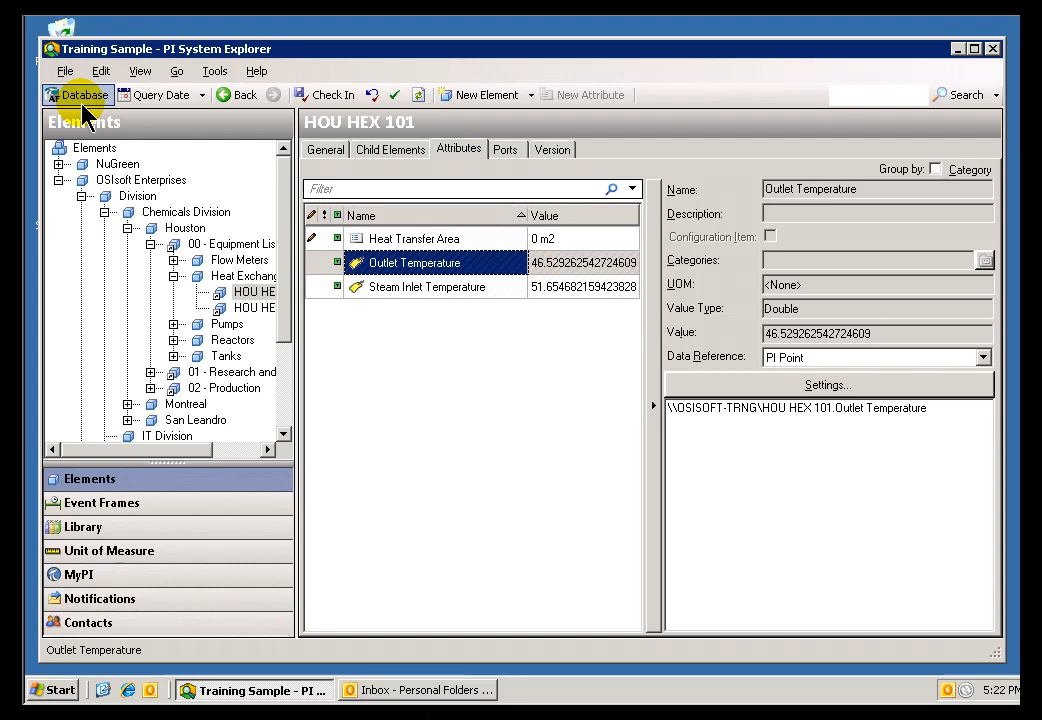 Training Sample - PI System Explorer
File Edit View Go Tools Help
Database Query Date Back Check In New Element New Attribute Search
Elements
HOU HEX 101
Elements
NuGreen
OSIsoft Enterprises
Division
Chemicals Division
Houston
00 - Equipment Lis
Flow Meters
Heat Exchang
HOU HE
HOU HE
Pumps
Reactors
Tanks
01 - Research and
02 - Production
Montreal
San Leandro
IT Division
Elements
Event Frames
Library
Unit of Measure
MyPI
Notifications
Contacts
General Child Elements Attributes Ports Version
Group by: Category
Filter
Name Value
Heat Transfer Area 0 m2
Outlet Temperature 46.529262542724609
Steam Inlet Temperature 51.654682159423828
Name: Outlet Temperature
Description:
Configuration Item:
Categories:
UOM: <None>
Value Type: Double
Value: 46.529262542724609
Data Reference: PI Point
Settings...
\\OSISOFT-TRNG\HOU HEX 101.Outlet Temperature
Outlet Temperature
Start Training Sample - PI ... Inbox - Personal Folders ... 5:22 PM